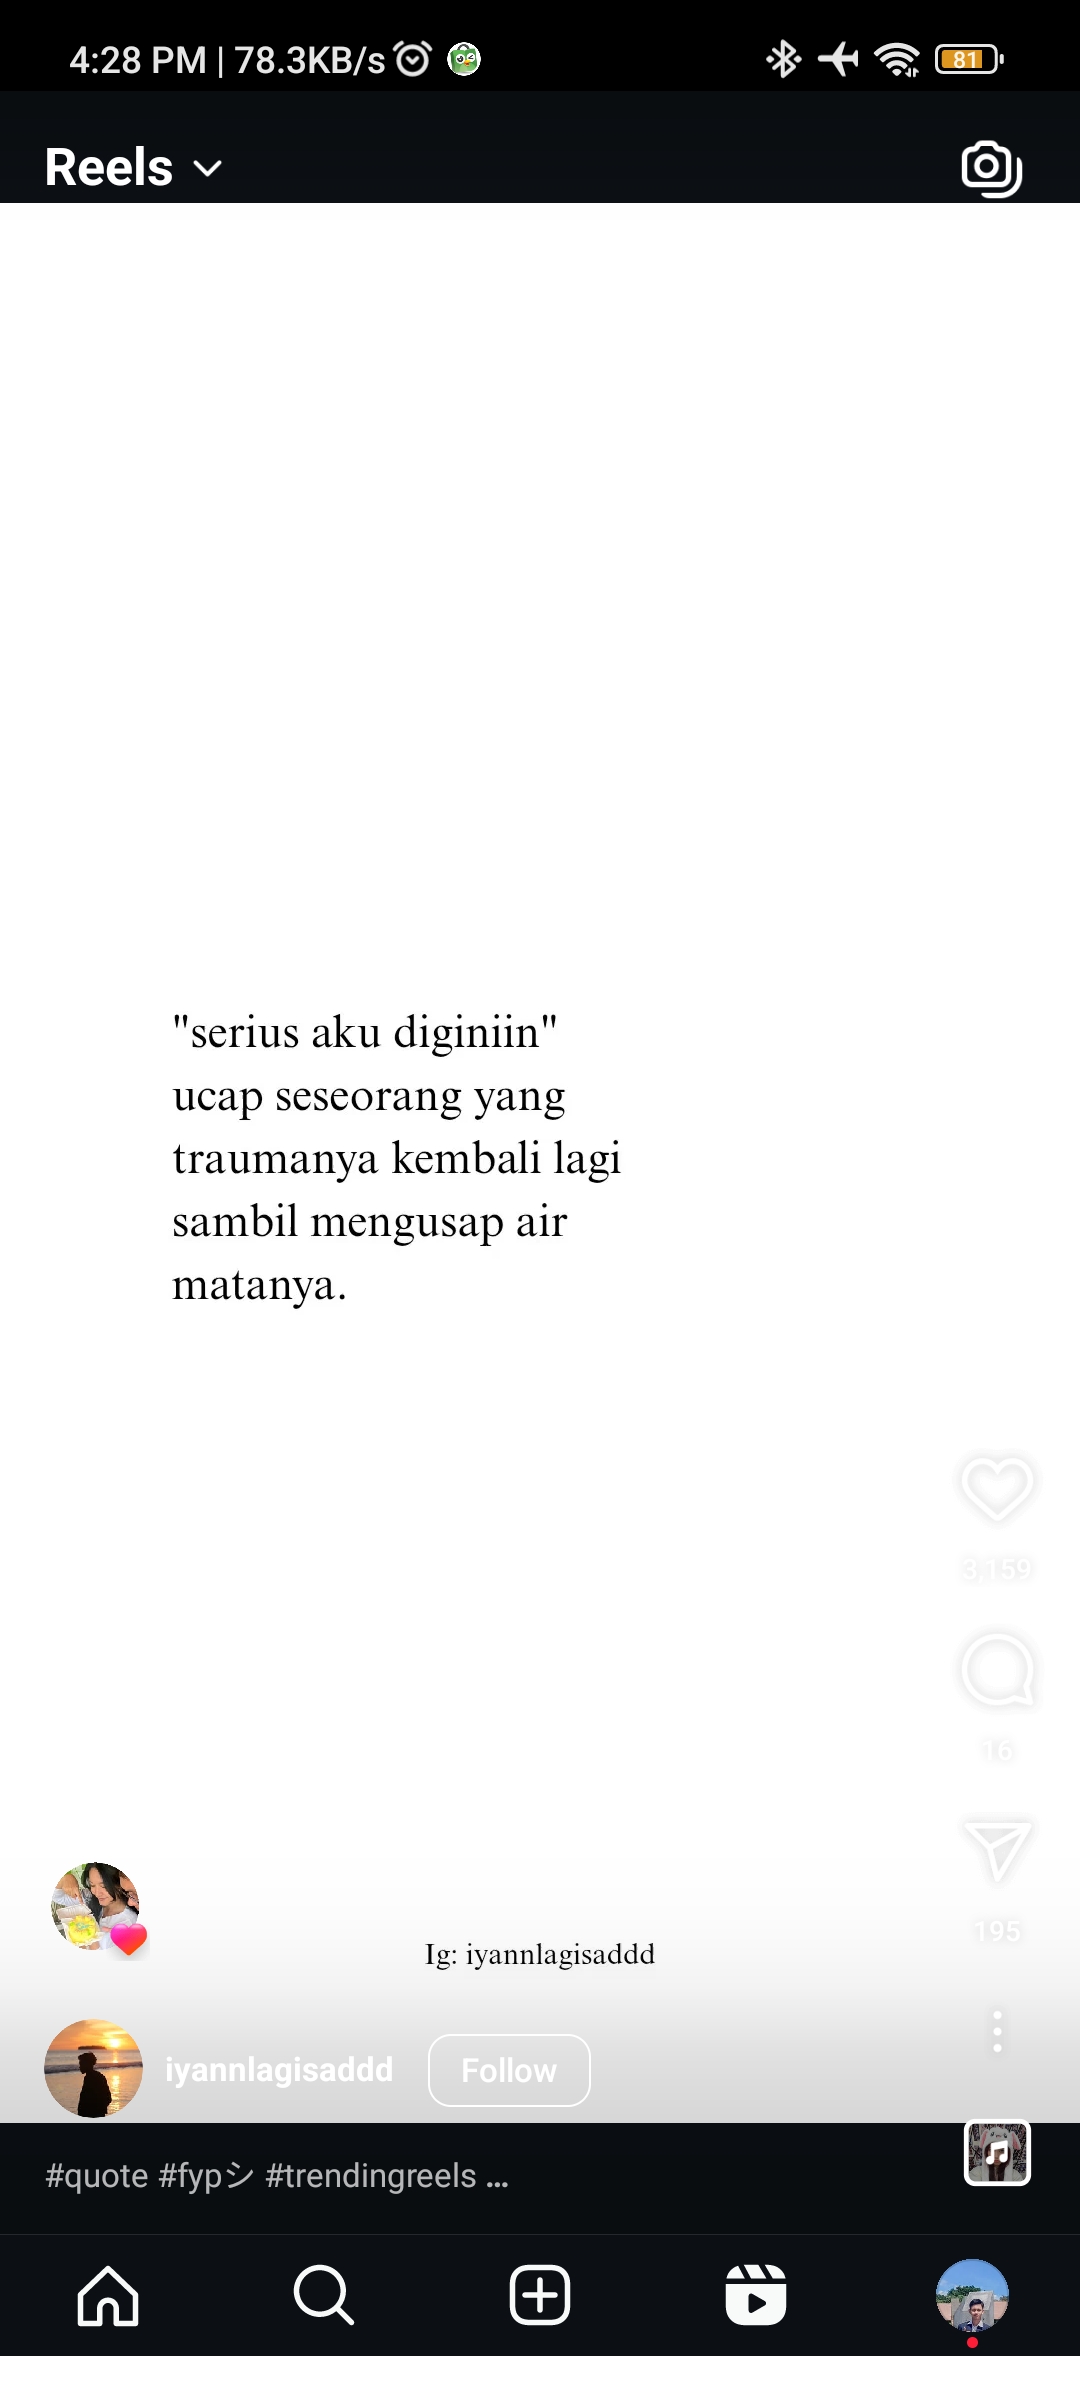 4:28 PM | 78.3KB/s
81
Reels
"serius aku diginiin"
ucap seseorang yang
traumanya kembali lagi
sambil mengusap air
matanya.
3,159
16
195
Ig: iyannlagisaddd
iyannlagisaddd
Follow
#quote #fypシ #trendingreels ...